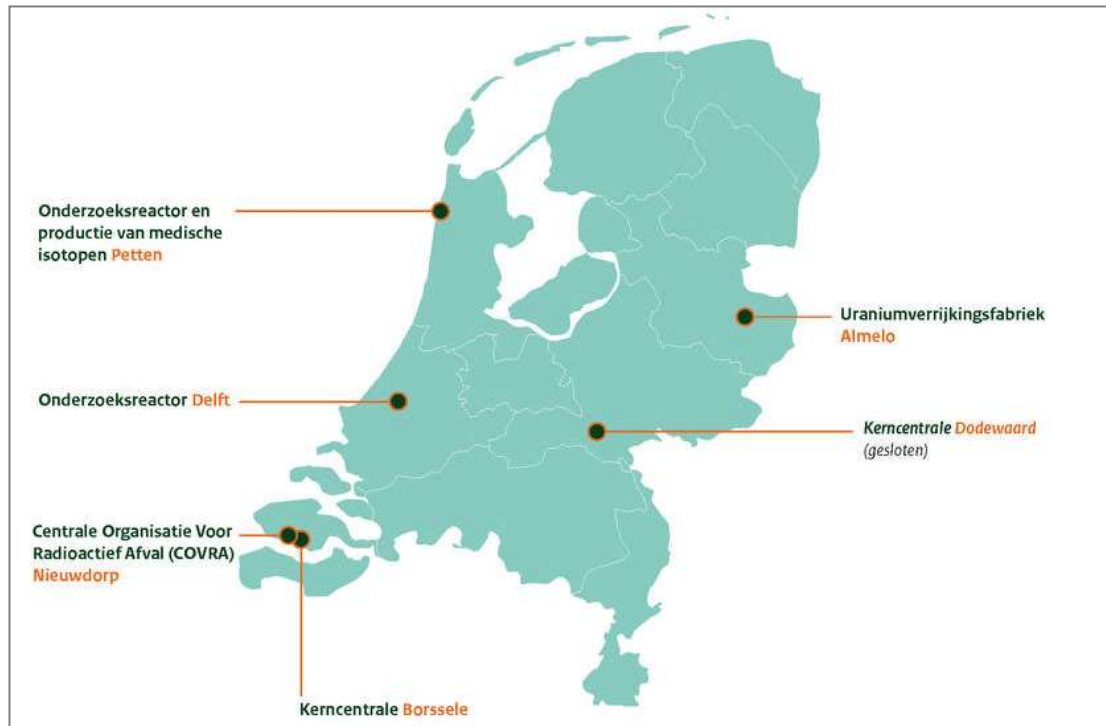 Onderzoeksreactor en
productie van medische
isotopen Petten
Uraniumverrijkingsfabriek
Almelo
Onderzoeksreactor Delft
Kerncentrale Dodewaard
(gesloten)
Centrale Organisatie Voor
Radioactief Afval (COVRA)
Nieuwdorp
Kerncentrale Borssele